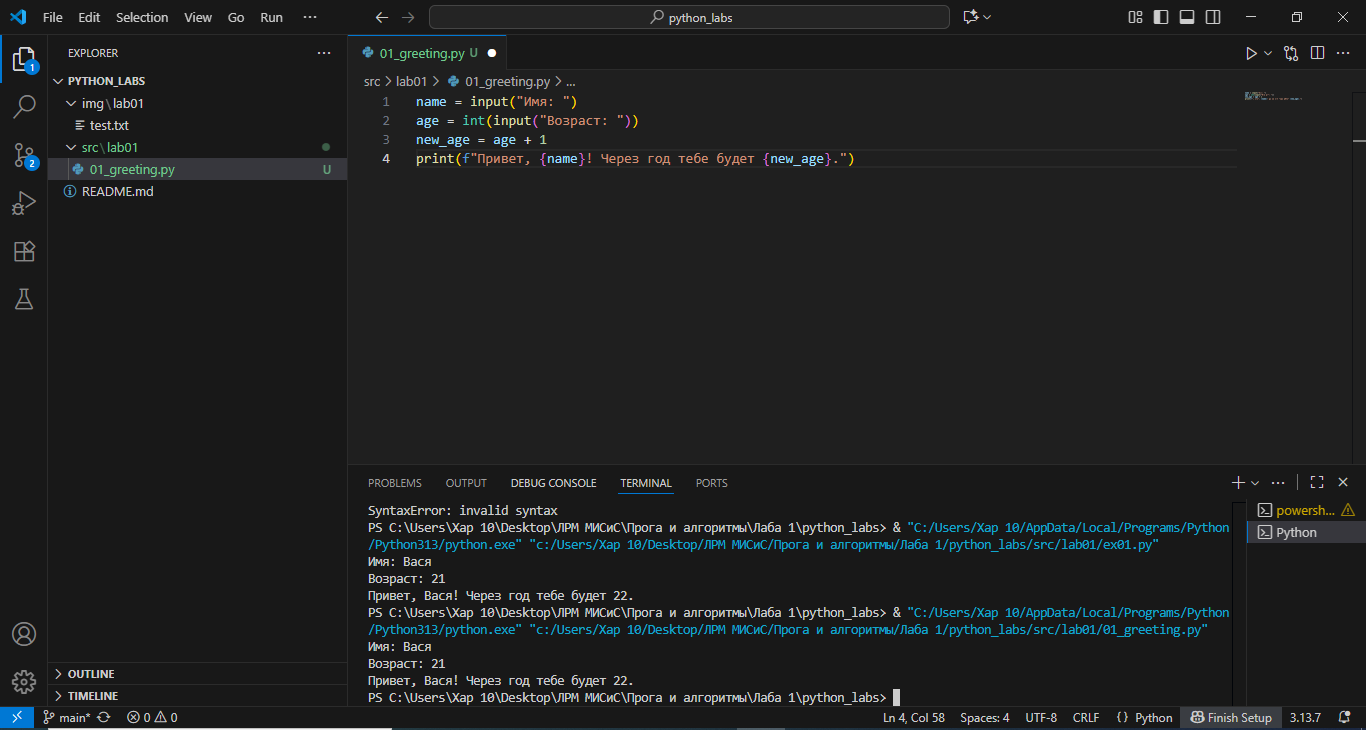 File Edit Selection View Go Run ···
python_labs
EXPLORER
PYTHON_LABS
img\lab01
test.txt
src\lab01
01_greeting.py U
README.md
OUTLINE
TIMELINE
1
2
01_greeting.py U
src > lab01 > 01_greeting.py > ...
1 name = input("Имя: ")
2 age = int(input("Возраст: "))
3 new_age = age + 1
4 print(f"Привет, {name}! Через год тебе будет {new_age}.")
PROBLEMS OUTPUT DEBUG CONSOLE TERMINAL PORTS
SyntaxError: invalid syntax
PS C:\Users\Xap 10\Desktop\ЛРМ МИСиС\Прога и алгоритмы\Лаба 1\python_labs> & "C:/Users/Xap 10/AppData/Local/Programs/Python
/Python313/python.exe" "c:/Users/Xap 10/Desktop/ЛРМ МИСиС/Прога и алгоритмы/Лаба 1/python_labs/src/lab01/ex01.py"
Имя: Вася
Возраст: 21
Привет, Вася! Через год тебе будет 22.
PS C:\Users\Xap 10\Desktop\ЛРМ МИСиС\Прога и алгоритмы\Лаба 1\python_labs> & "C:/Users/Xap 10/AppData/Local/Programs/Python
/Python313/python.exe" "c:/Users/Xap 10/Desktop/ЛРМ МИСиС/Прога и алгоритмы/Лаба 1/python_labs/src/lab01/01_greeting.py"
Имя: Вася
Возраст: 21
Привет, Вася! Через год тебе будет 22.
PS C:\Users\Xap 10\Desktop\ЛРМ МИСиС\Прога и алгоритмы\Лаба 1\python_labs>
powersh...
Python
main* 0 0 Ln 4, Col 58 Spaces: 4 UTF-8 CRLF {} Python Finish Setup 3.13.7